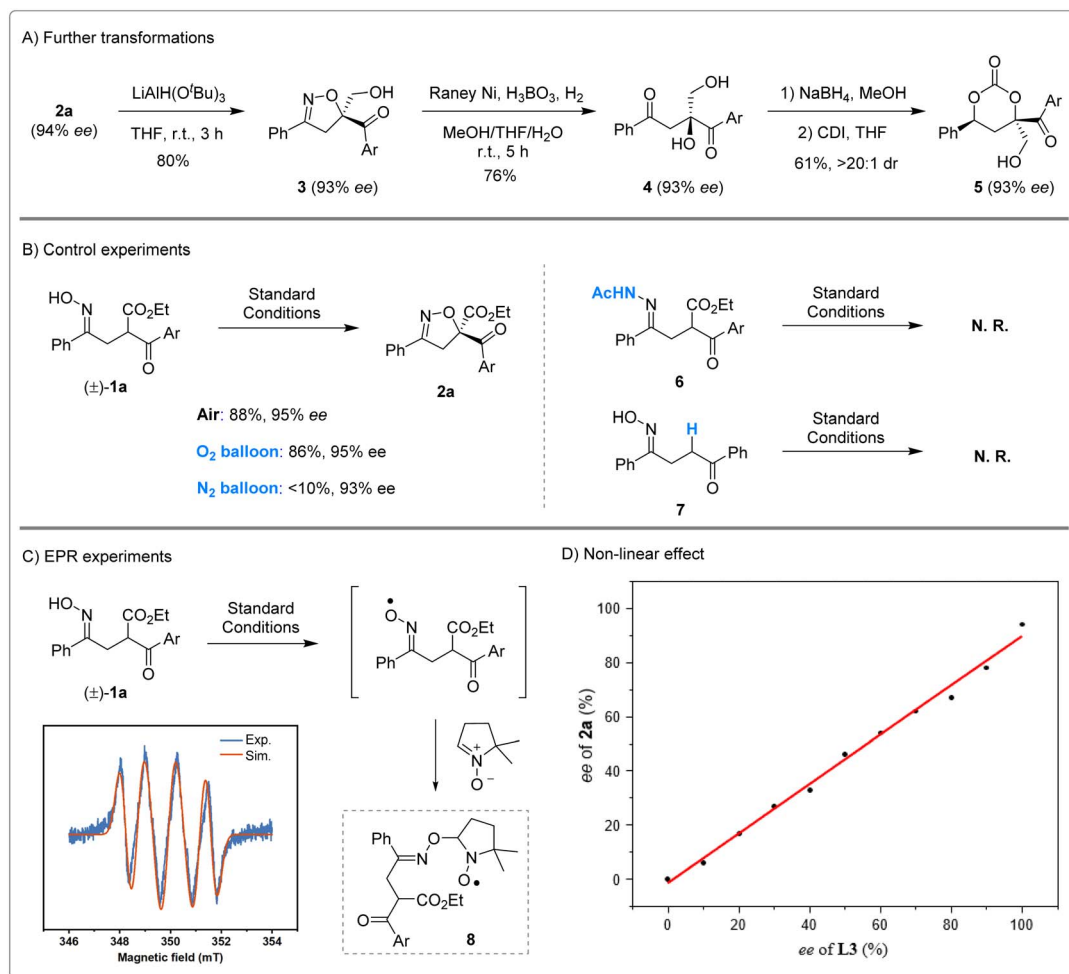 A) Further transformations
2a
(94% ee)
LiAlH(OᵗBu)₃
THF, r.t., 3 h
80%
N
O
OH
Ph
O
Ar
3 (93% ee)
Raney Ni, H₃BO₃, H₂
MeOH/THF/H₂O
r.t., 5 h
76%
OH
O
Ph
Ar
HO
O
4 (93% ee)
1) NaBH₄, MeOH
2) CDI, THF
61%, >20:1 dr
O
O
O
Ar
Ph
O
HO
5 (93% ee)
B) Control experiments
HO
N
CO₂Et
Ph
Ar
O
(±)-1a
Standard
Conditions
N
O
CO₂Et
O
Ph
Ar
2a
Air: 88%, 95% ee
O₂ balloon: 86%, 95% ee
N₂ balloon: <10%, 93% ee
AcHN
N
CO₂Et
Ph
Ar
O
6
Standard
Conditions
N. R.
HO
N
H
Ph
Ph
O
7
Standard
Conditions
N. R.
C) EPR experiments
HO
N
CO₂Et
Ph
Ar
O
(±)-1a
Standard
Conditions
•
O
N
CO₂Et
Ph
Ar
O
N
+
O
−
Ph
N
O
N
O•
CO₂Et
O
Ar
8
Exp.
Sim.
346 348 350 352 354
Magnetic field (mT)
D) Non-linear effect
ee of 2a (%)
100
80
60
40
20
0
0 20 40 60 80 100
ee of L3 (%)